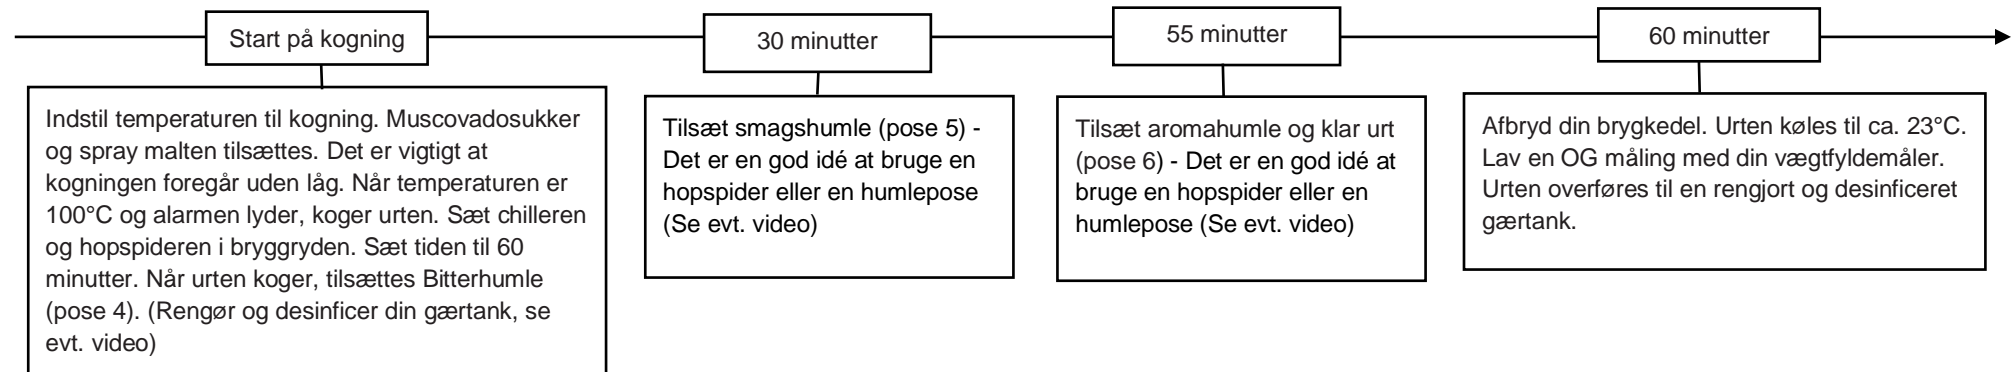 Start på kogning
30 minutter
55 minutter
60 minutter
Indstil temperaturen til kogning. Muscovadosukker
og spray malten tilsættes. Det er vigtigt at
kogningen foregår uden låg. Når temperaturen er
100°C og alarmen lyder, koger urten. Sæt chilleren
og hopspideren i bryggryden. Sæt tiden til 60
minutter. Når urten koger, tilsættes Bitterhumle
(pose 4). (Rengør og desinficer din gærtank, se
evt. video)
Tilsæt smagshumle (pose 5) -
Det er en god idé at bruge en
hopspider eller en humlepose
(Se evt. video)
Tilsæt aromahumle og klar urt
(pose 6) - Det er en god idé at
bruge en hopspider eller en
humlepose (Se evt. video)
Afbryd din brygkedel. Urten køles til ca. 23°C.
Lav en OG måling med din vægtfyldemåler.
Urten overføres til en rengjort og desinficeret
gærtank.